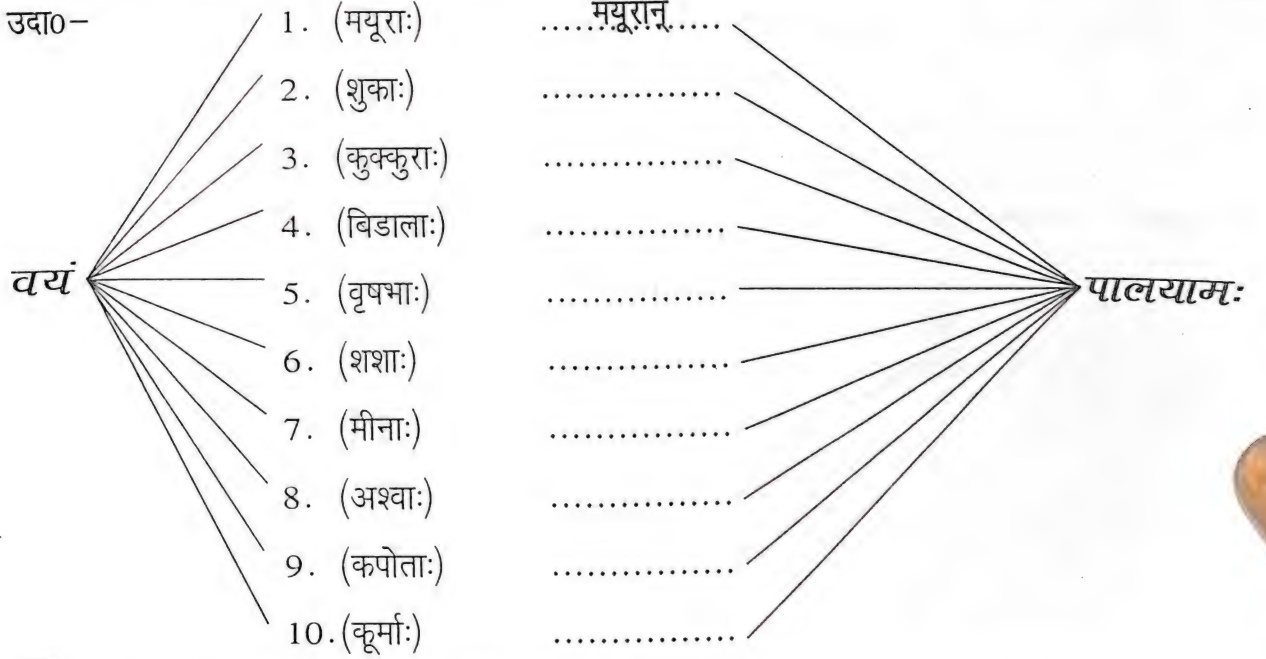 उदा०– 1. (मयूराः) ......मयूरान्......
2. (शुकाः) ................
3. (कुक्कुराः) ................
4. (बिडालाः) ................
वयं 5. (वृषभाः) ................ पालयामः
6. (शशाः) ................
7. (मीनाः) ................
8. (अश्वाः) ................
9. (कपोताः) ................
10. (कूर्माः) ................